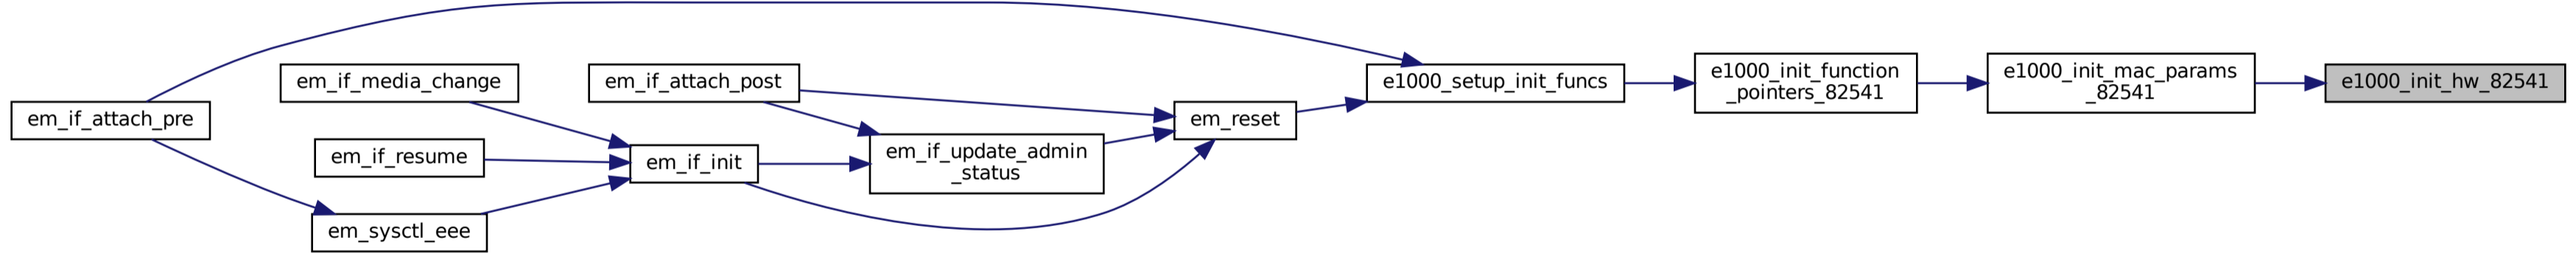 em_if_attach_pre
em_if_media_change
em_if_resume
em_sysctl_eee
em_if_attach_post
em_if_init
em_if_update_admin
_status
em_reset
e1000_setup_init_funcs
e1000_init_function
_pointers_82541
e1000_init_mac_params
_82541
e1000_init_hw_82541